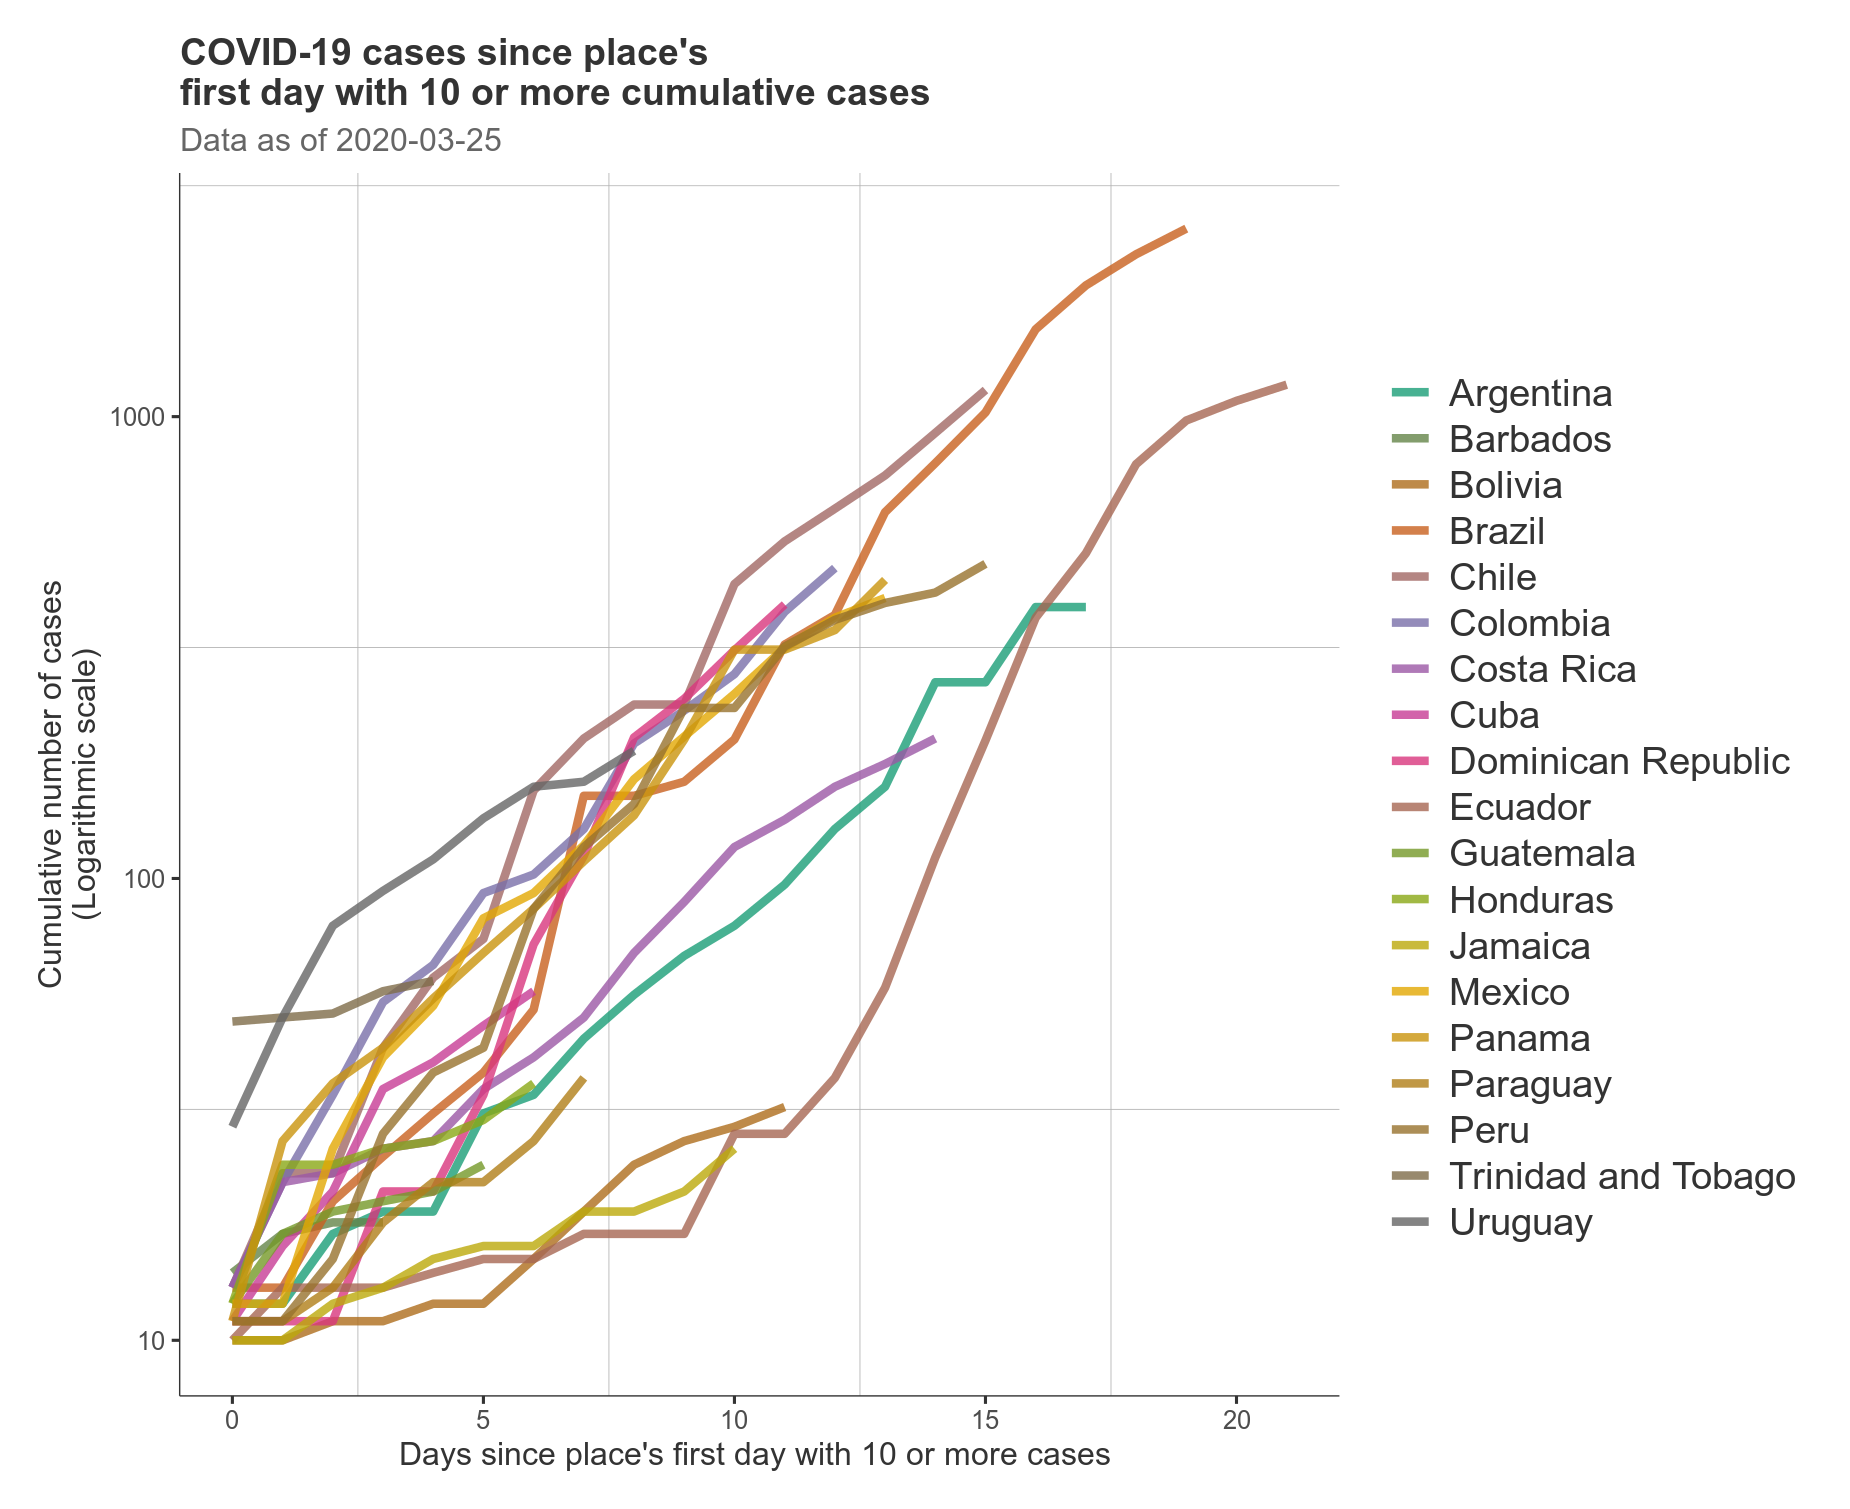 COVID-19 cases since place's
first day with 10 or more cumulative cases
Data as of 2020-03-25
Cumulative number of cases
(Logarithmic scale)
1000
100
10
0
5
10
15
20
Days since place's first day with 10 or more cases
Argentina
Barbados
Bolivia
Brazil
Chile
Colombia
Costa Rica
Cuba
Dominican Republic
Ecuador
Guatemala
Honduras
Jamaica
Mexico
Panama
Paraguay
Peru
Trinidad and Tobago
Uruguay